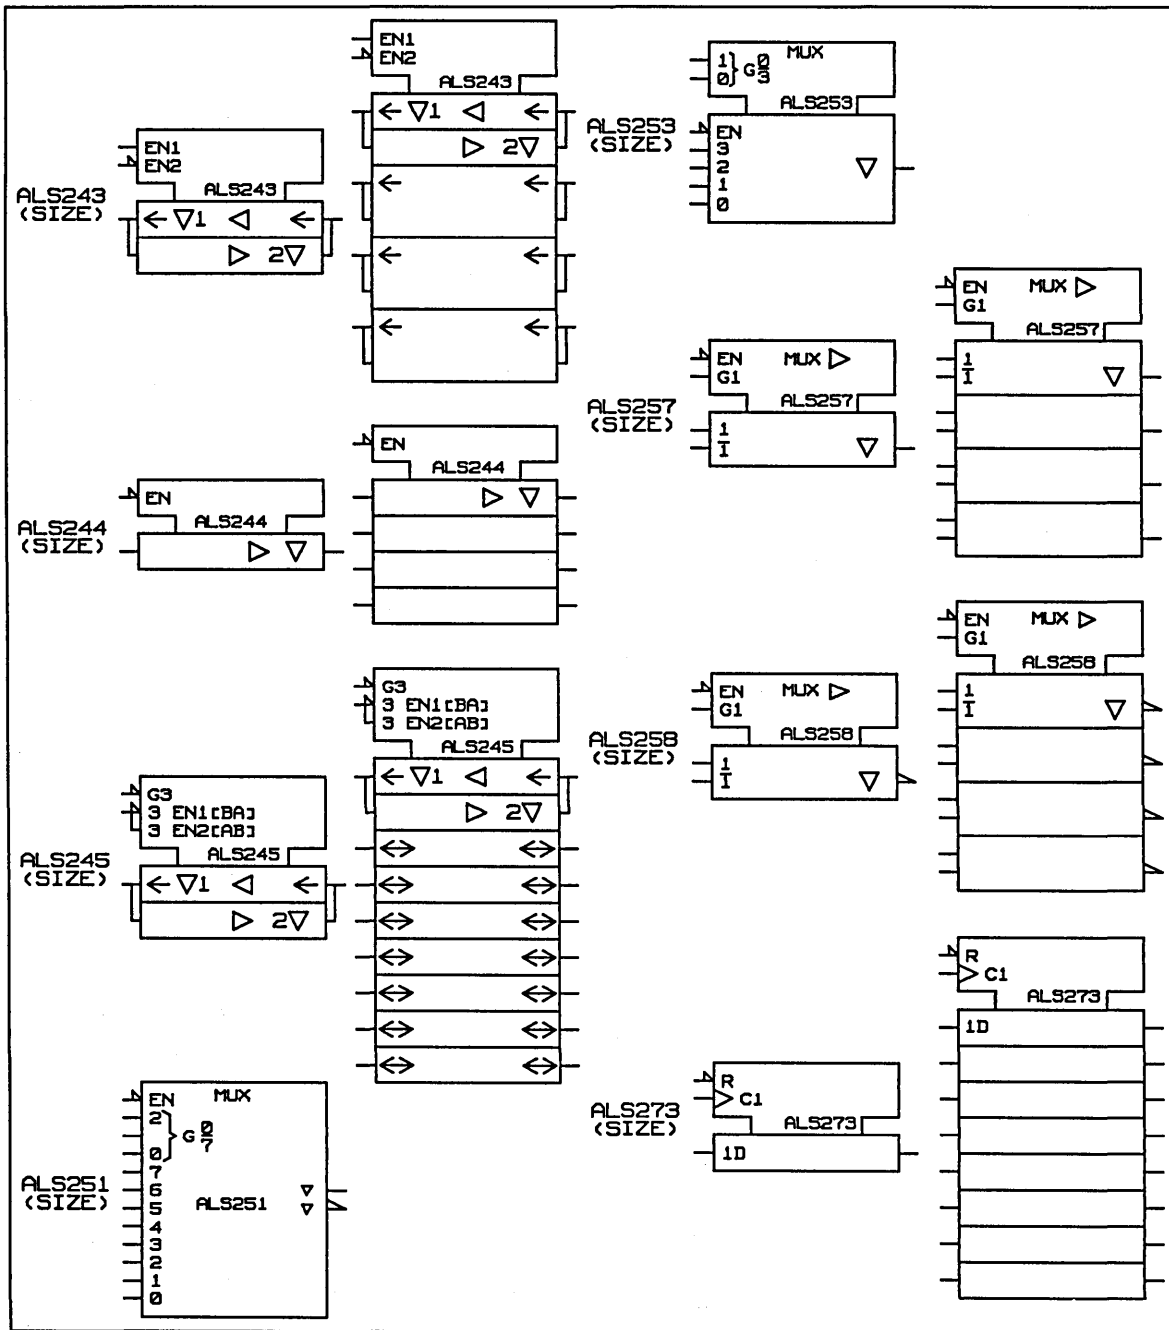 EN1
EN2
ALS243
ALS243
(SIZE)
▽1 ◁
▷ 2▽
EN1
EN2
ALS243
▽1 ◁
▷ 2▽
EN
ALS244
ALS244
(SIZE)
▷ ▽
EN
ALS244
▷ ▽
G3
3 EN1[BA]
3 EN2[AB]
ALS245
ALS245
(SIZE)
▽1 ◁
▷ 2▽
G3
3 EN1[BA]
3 EN2[AB]
ALS245
▽1 ◁
▷ 2▽
MUX
EN
2
0
G 0/7
7
6
5
4
3
2
1
0
ALS251
ALS251
(SIZE)
MUX
1
0
G 0/3
ALS253
ALS253
(SIZE)
EN
3
2
1
0
EN MUX ▷
G1
ALS257
ALS257
(SIZE)
1
1̅
EN MUX ▷
G1
ALS257
1
1̅
EN MUX ▷
G1
ALS258
ALS258
(SIZE)
1
1̅
EN MUX ▷
G1
ALS258
1
1̅
R
C1
ALS273
ALS273
(SIZE)
1D
R
C1
ALS273
1D